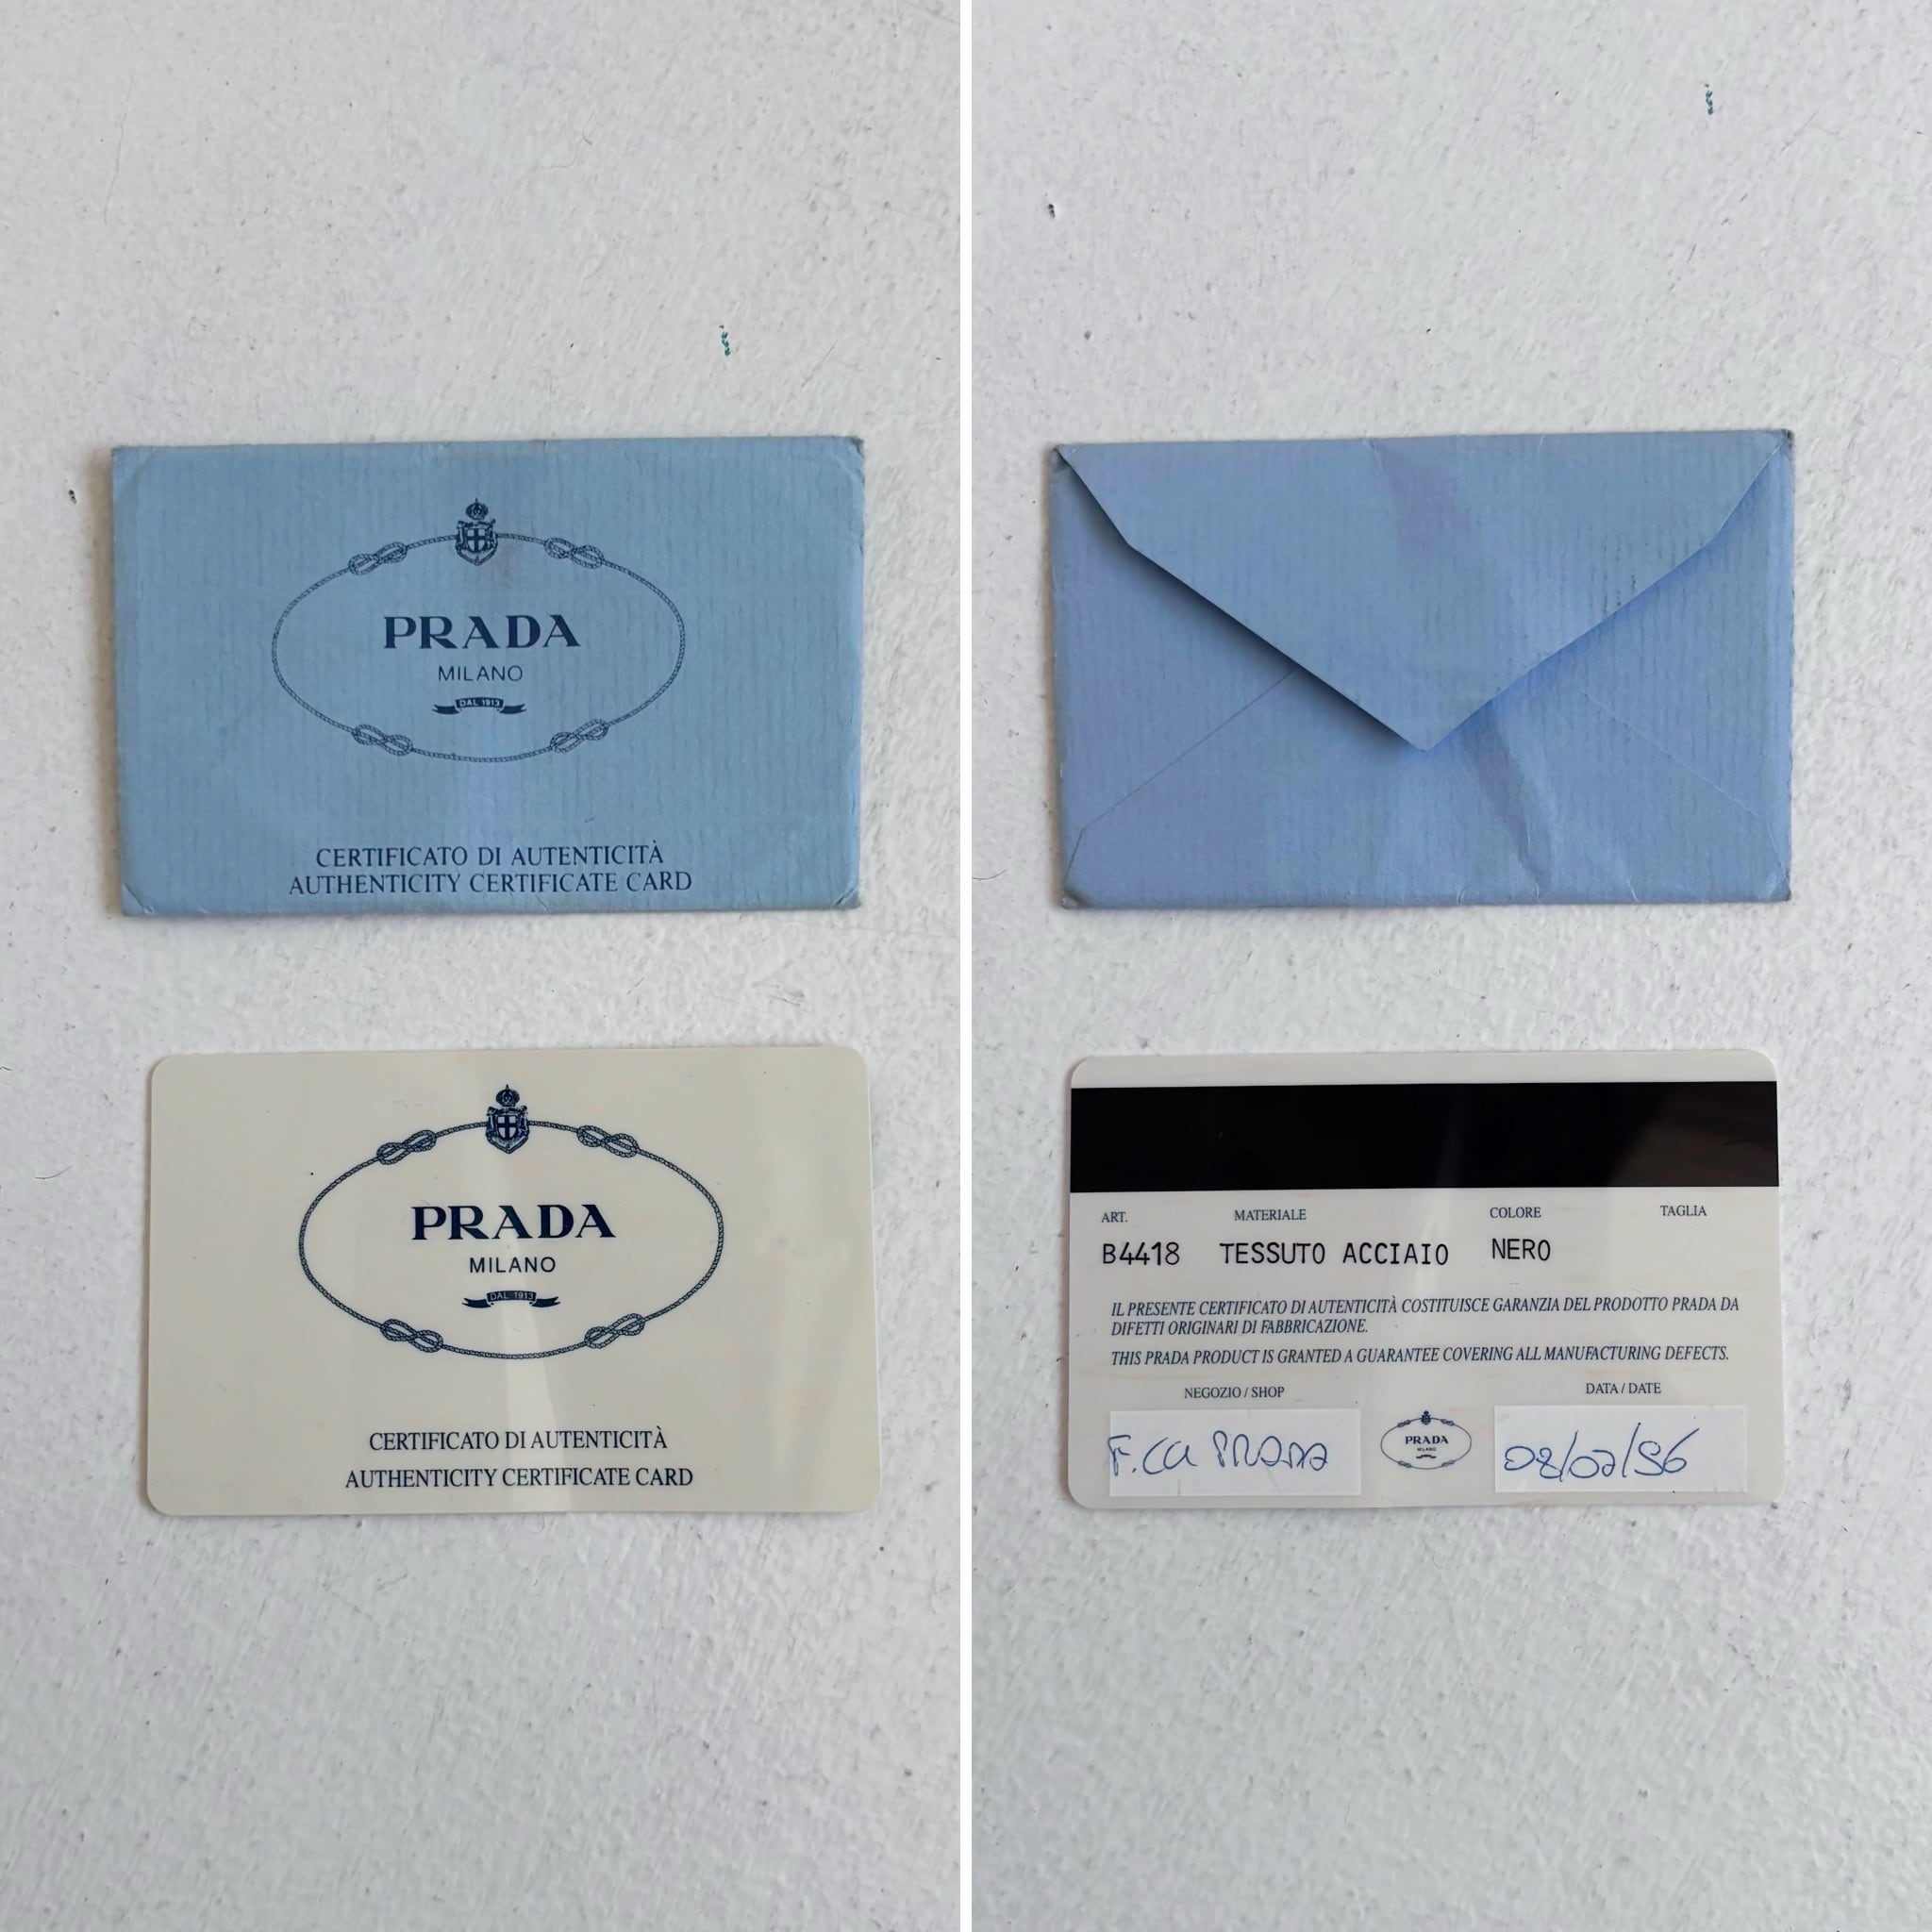 PRADA
MILANO
DAL 1913
CERTIFICATO DI AUTENTICITÀ
AUTHENTICITY CERTIFICATE CARD
PRADA
MILANO
DAL 1913
CERTIFICATO DI AUTENTICITÀ
AUTHENTICITY CERTIFICATE CARD
ART. MATERIALE COLORE TAGLIA
B4418 TESSUTO ACCIAIO NERO
IL PRESENTE CERTIFICATO DI AUTENTICITÀ COSTITUISCE GARANZIA DEL PRODOTTO PRADA DA
DIFETTI ORIGINARI DI FABBRICAZIONE.
THIS PRADA PRODUCT IS GRANTED A GUARANTEE COVERING ALL MANUFACTURING DEFECTS.
NEGOZIO / SHOP DATA / DATE
PRADA
MILANO
PRADA